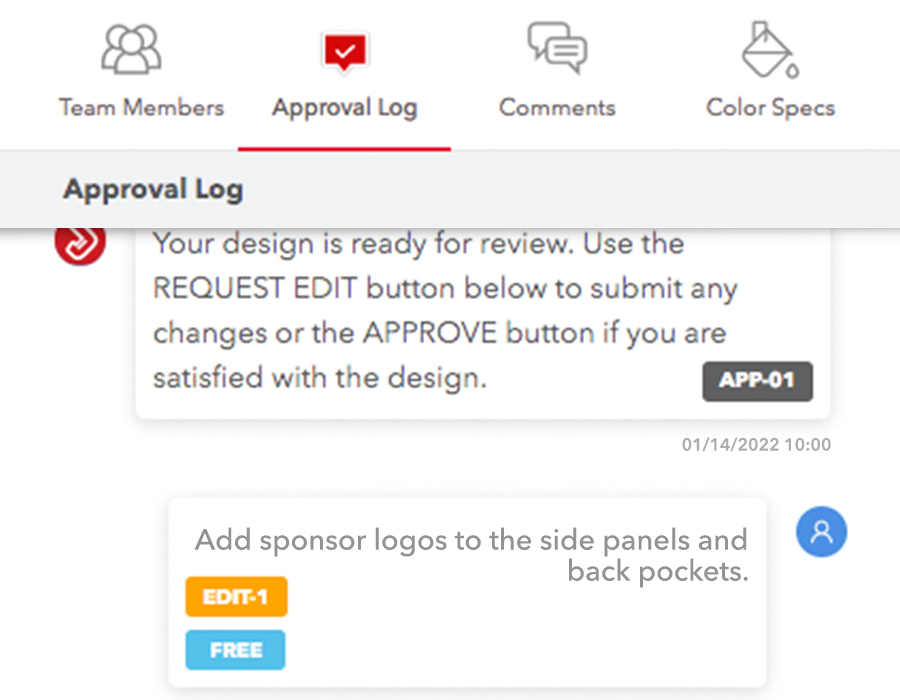 Team Members
Approval Log
Comments
Color Specs
Approval Log
Your design is ready for review. Use the
REQUEST EDIT button below to submit any
changes or the APPROVE button if you are
satisfied with the design.
APP-01
01/14/2022 10:00
Add sponsor logos to the side panels and
back pockets.
EDIT-1
FREE